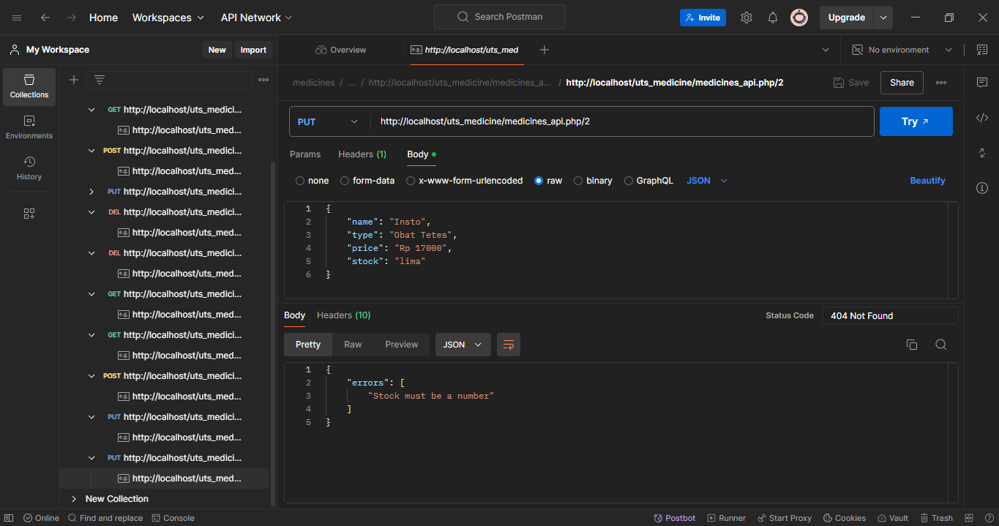 Home Workspaces API Network Search Postman Invite Upgrade
My Workspace New Import Overview http://localhost/uts_med No environment
Collections
Environments
History
GET http://localhost/uts_medici...
e.g. http://localhost/uts_med...
POST http://localhost/uts_medici...
e.g. http://localhost/uts_med...
PUT http://localhost/uts_medici...
DEL http://localhost/uts_medici...
e.g. http://localhost/uts_med...
DEL http://localhost/uts_medici...
e.g. http://localhost/uts_med...
GET http://localhost/uts_medici...
e.g. http://localhost/uts_med...
GET http://localhost/uts_medici...
e.g. http://localhost/uts_med...
POST http://localhost/uts_medici...
e.g. http://localhost/uts_med...
PUT http://localhost/uts_medici...
e.g. http://localhost/uts_med...
PUT http://localhost/uts_medici...
e.g. http://localhost/uts_med...
New Collection
medicines / ... / http://localhost/uts_medicine/medicines_a... / http://localhost/uts_medicine/medicines_api.php/2 Save Share
PUT http://localhost/uts_medicine/medicines_api.php/2 Try
Params Headers (1) Body
none form-data x-www-form-urlencoded raw binary GraphQL JSON Beautify
1 {
2 "name": "Insto",
3 "type": "Obat Tetes",
4 "price": "Rp 17000",
5 "stock": "lima"
6 }
Body Headers (10) Status Code 404 Not Found
Pretty Raw Preview JSON
1 {
2 "errors": [
3 "Stock must be a number"
4 ]
5 }
Online Find and replace Console Postbot Runner Start Proxy Cookies Vault Trash